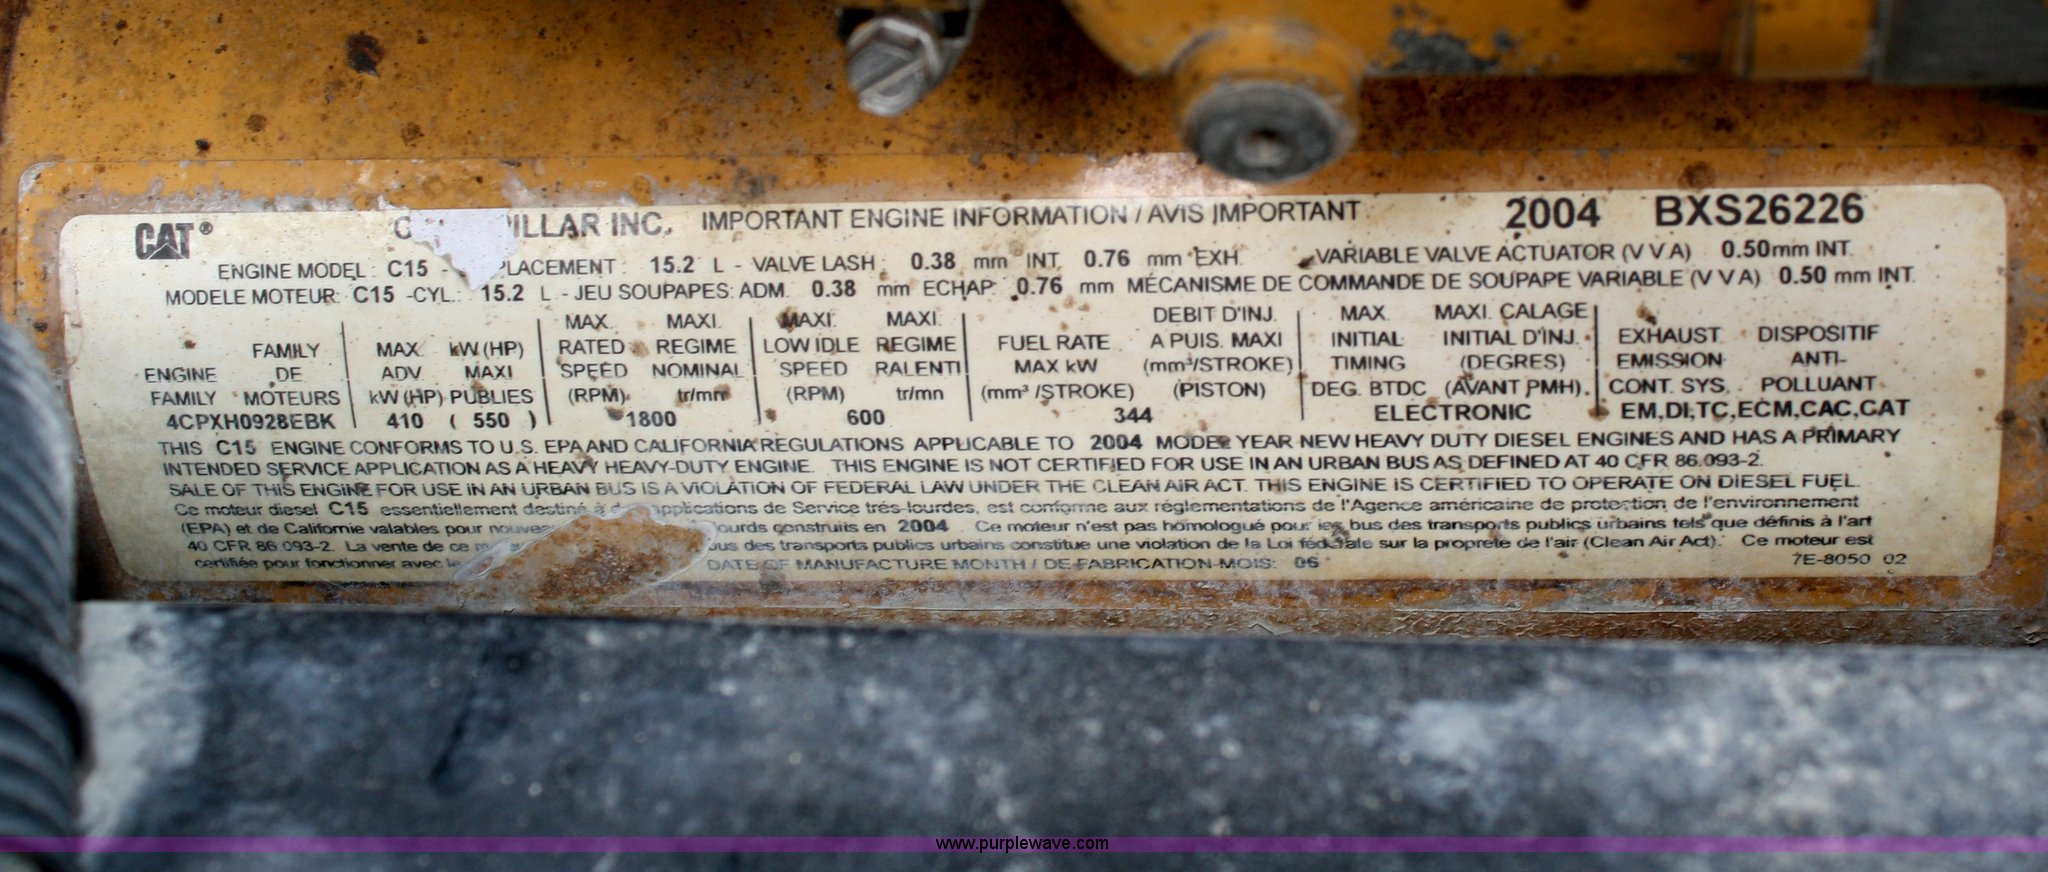 CAT® INC. IMPORTANT ENGINE INFORMATION / AVIS IMPORTANT 2004 BXS26226
ENGINE MODEL: C15 - 15.2 L - VALVE LASH: 0.38 mm INT. 0.76 mm EXH. VARIABLE VALVE ACTUATOR (V V A) 0.50mm INT.
MODELE MOTEUR: C15 -CYL.: 15.2 L - JEU SOUPAPES: ADM. 0.38 mm ECHAP. 0.76 mm MÉCANISME DE COMMANDE DE SOUPAPE VARIABLE (V V A) 0.50 mm INT.
MAX. MAXI. MAXI. MAXI. DEBIT D'INJ. MAX. MAXI. CALAGE
FAMILY MAX. kW (HP) RATED REGIME LOW IDLE REGIME FUEL RATE A PUIS. MAXI INITIAL INITIAL D'INJ. EXHAUST DISPOSITIF
ENGINE DE ADV. MAXI SPEED NOMINAL SPEED RALENTI MAX kW (mm³/STROKE) TIMING (DEGRES) EMISSION ANTI-
FAMILY MOTEURS kW (HP) PUBLIES (RPM) tr/mn (RPM) tr/mn (mm³ /STROKE) (PISTON) DEG. BTDC (AVANT PMH). CONT. SYS. POLLUANT
4CPXH0928EBK 410 ( 550 ) 1800 600 344 ELECTRONIC EM,DI,TC,ECM,CAC,CAT
THIS C15 ENGINE CONFORMS TO U.S. EPA AND CALIFORNIA REGULATIONS APPLICABLE TO 2004 MODEL YEAR NEW HEAVY DUTY DIESEL ENGINES AND HAS A PRIMARY
INTENDED SERVICE APPLICATION AS A HEAVY HEAVY-DUTY ENGINE. THIS ENGINE IS NOT CERTIFIED FOR USE IN AN URBAN BUS AS DEFINED AT 40 CFR 86.093-2.
SALE OF THIS ENGINE FOR USE IN AN URBAN BUS IS A VIOLATION OF FEDERAL LAW UNDER THE CLEAN AIR ACT. THIS ENGINE IS CERTIFIED TO OPERATE ON DIESEL FUEL.
Ce moteur diesel C15 essentiellement destiné à applications de Service très-lourdes, est conforme aux réglementations de l'Agence américaine de protection de l'environnement
(EPA) et de Californie valables pour construits en 2004 . Ce moteur n'est pas homologué pour les bus des transports publics urbains tels que définis à l'art
40 CFR 86.093-2. La vente de ce des transports publics urbains constitue une violation de la Loi fédérale sur la propreté de l'air (Clean Air Act). Ce moteur est
certifiée pour fonctionner avec DATE OF MANUFACTURE MONTH / DE FABRICATION-MOIS: 06 7E-8050 02
www.purplewave.com